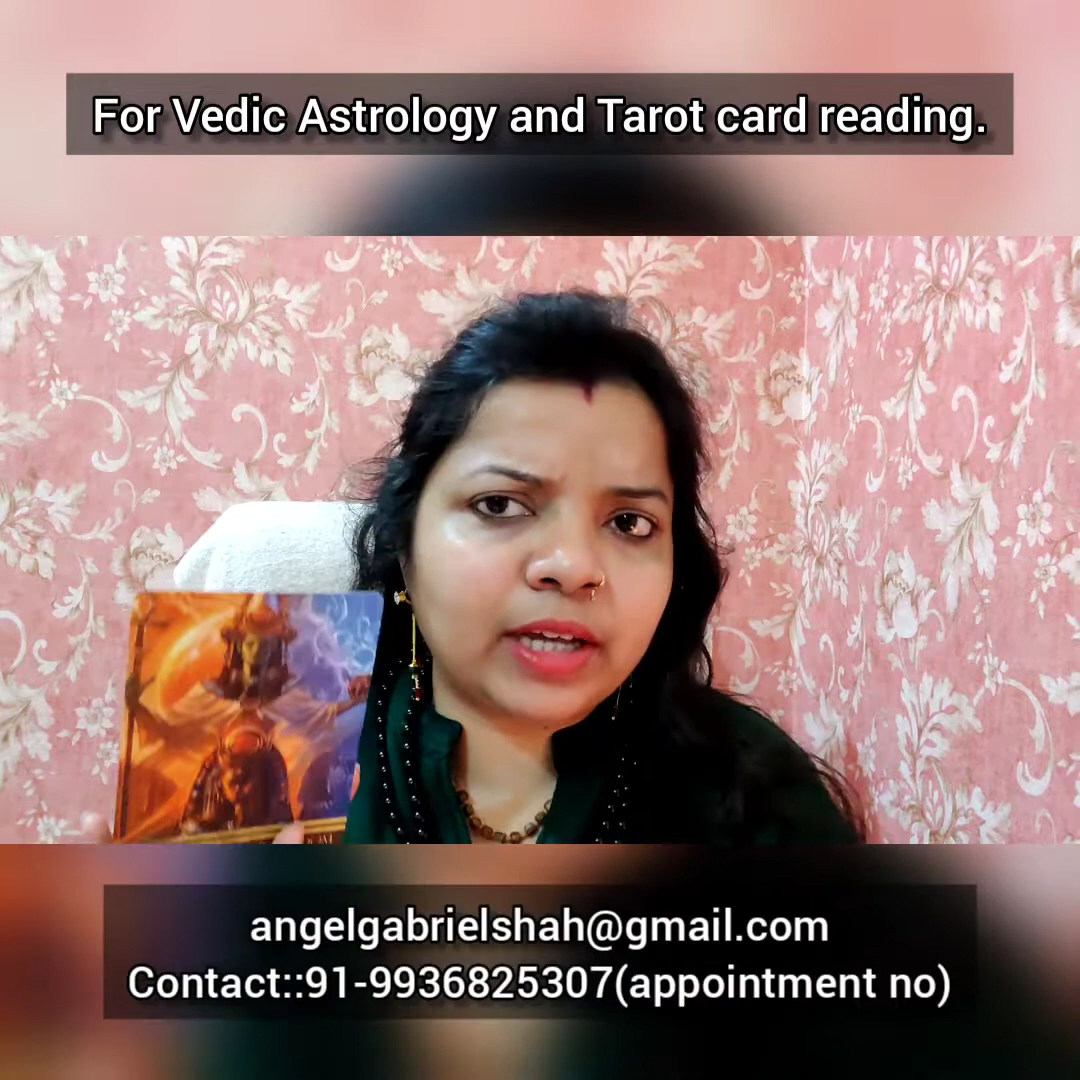 For Vedic Astrology and Tarot card reading.
angelgabrielshah@gmail.com
Contact::91-9936825307(appointment no)